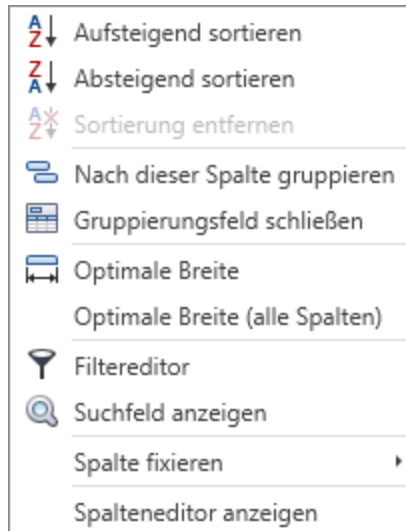 Aufsteigend sortieren
Absteigend sortieren
Sortierung entfernen
Nach dieser Spalte gruppieren
Gruppierungsfeld schließen
Optimale Breite
Optimale Breite (alle Spalten)
Filtereditor
Suchfeld anzeigen
Spalte fixieren
Spalteneditor anzeigen